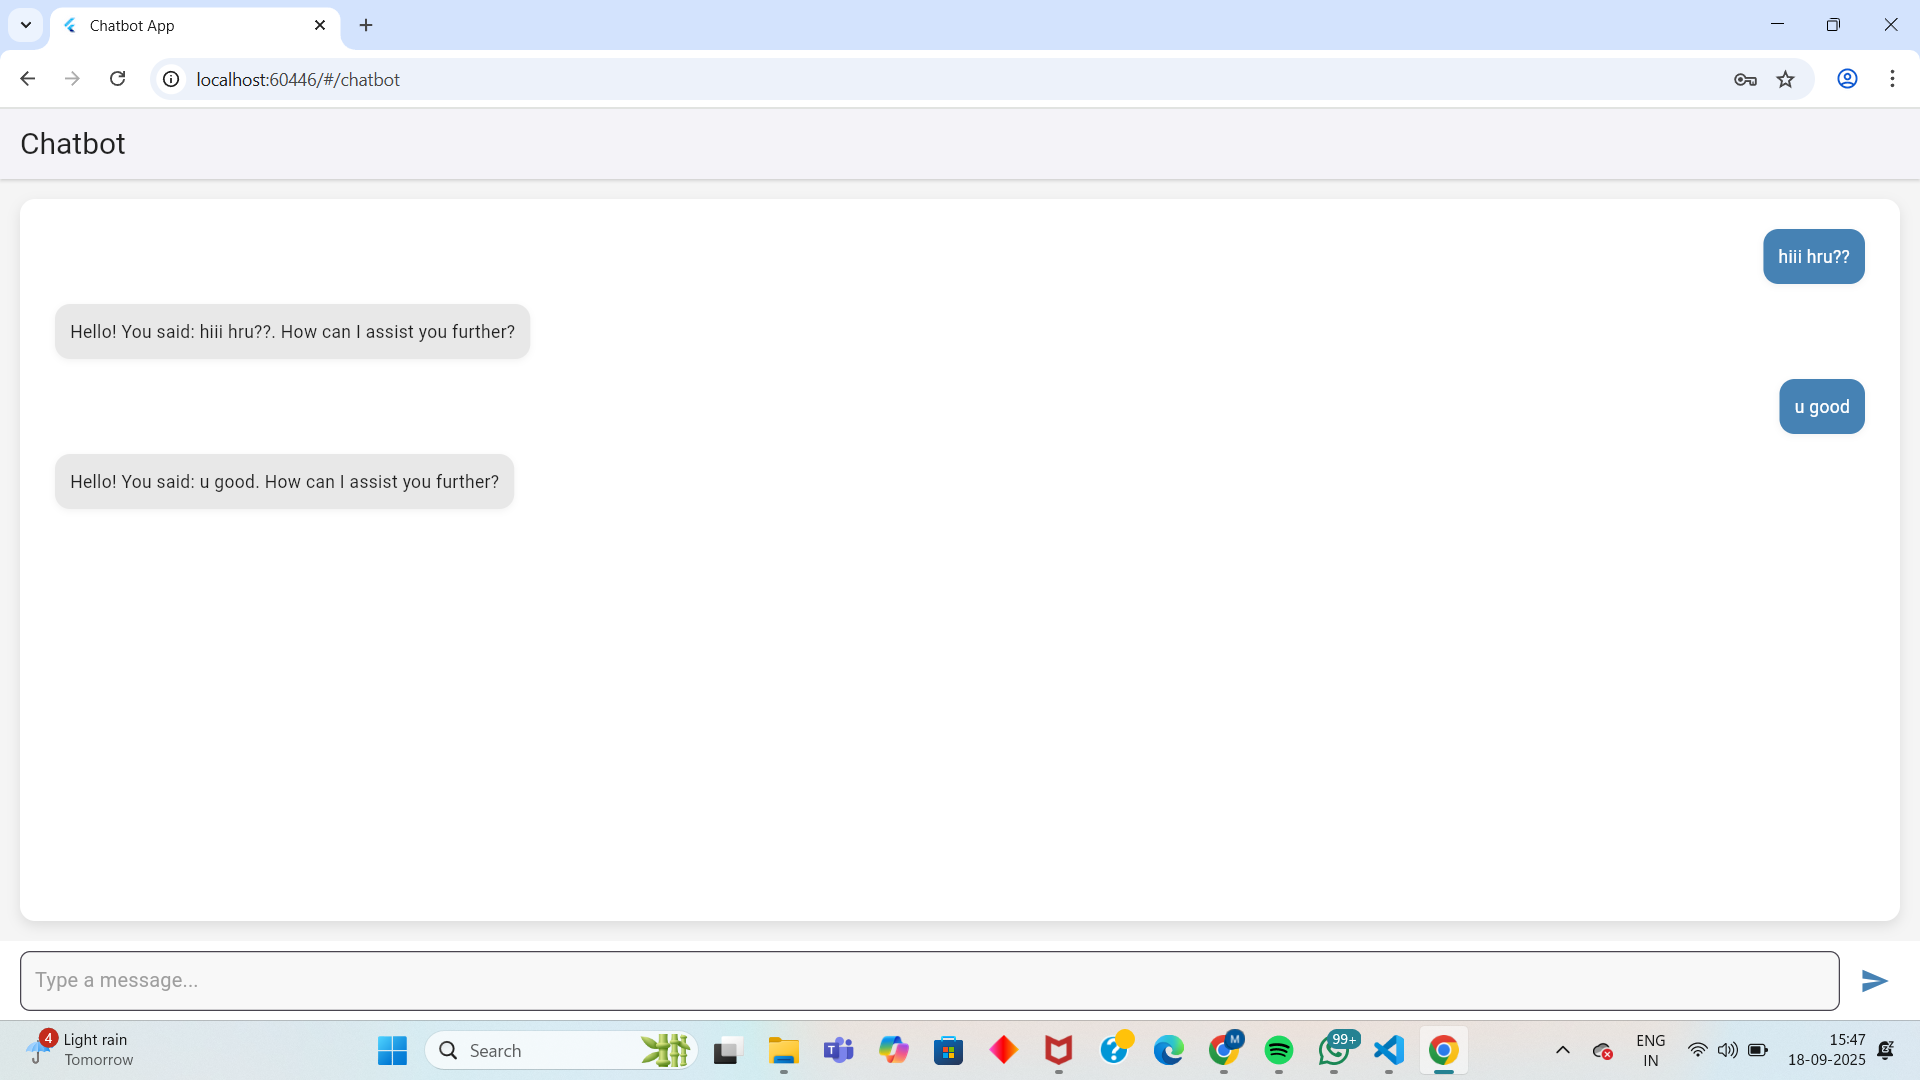 Chatbot App
localhost:60446/#/chatbot
Chatbot
hiii hru??
Hello! You said: hiii hru??. How can I assist you further?
u good
Hello! You said: u good. How can I assist you further?
Type a message...
4
Light rain
Tomorrow
Search
T
M
99+
ENG
IN
15:47
18-09-2025